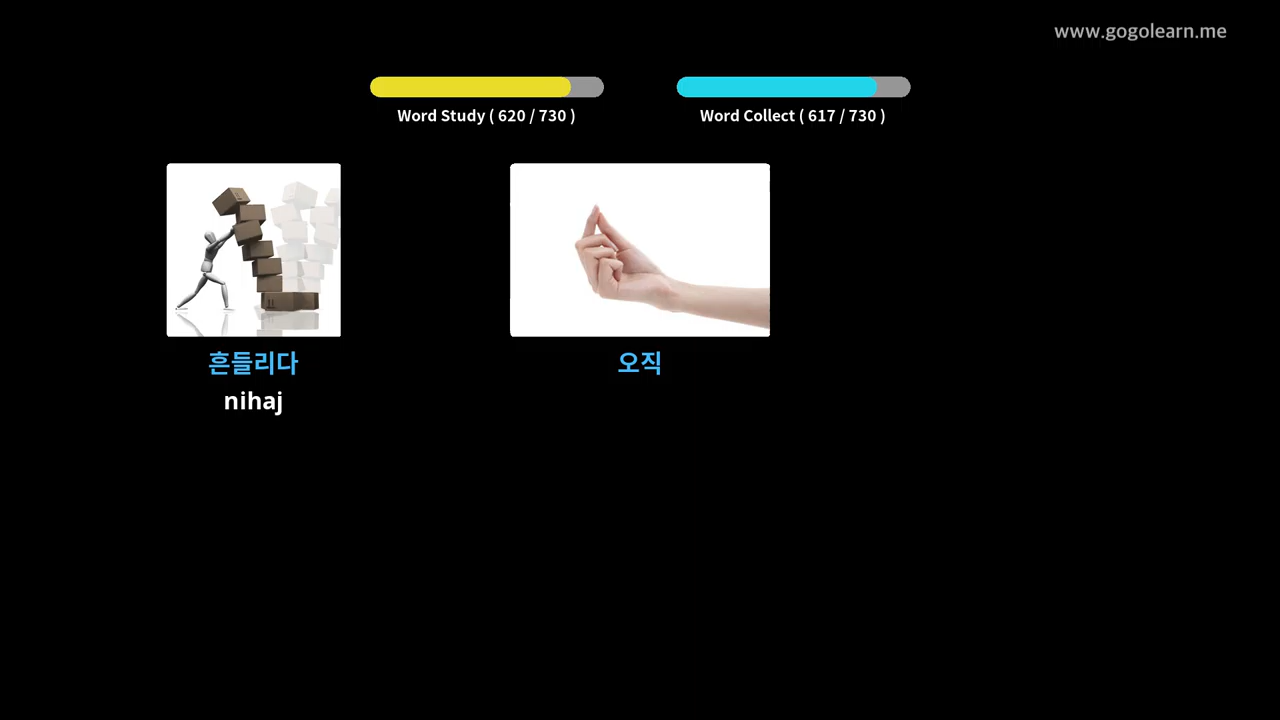 www.gogolearn.me
Word Study ( 620 / 730 )
Word Collect ( 617 / 730 )
흔들리다
nihaj
오직